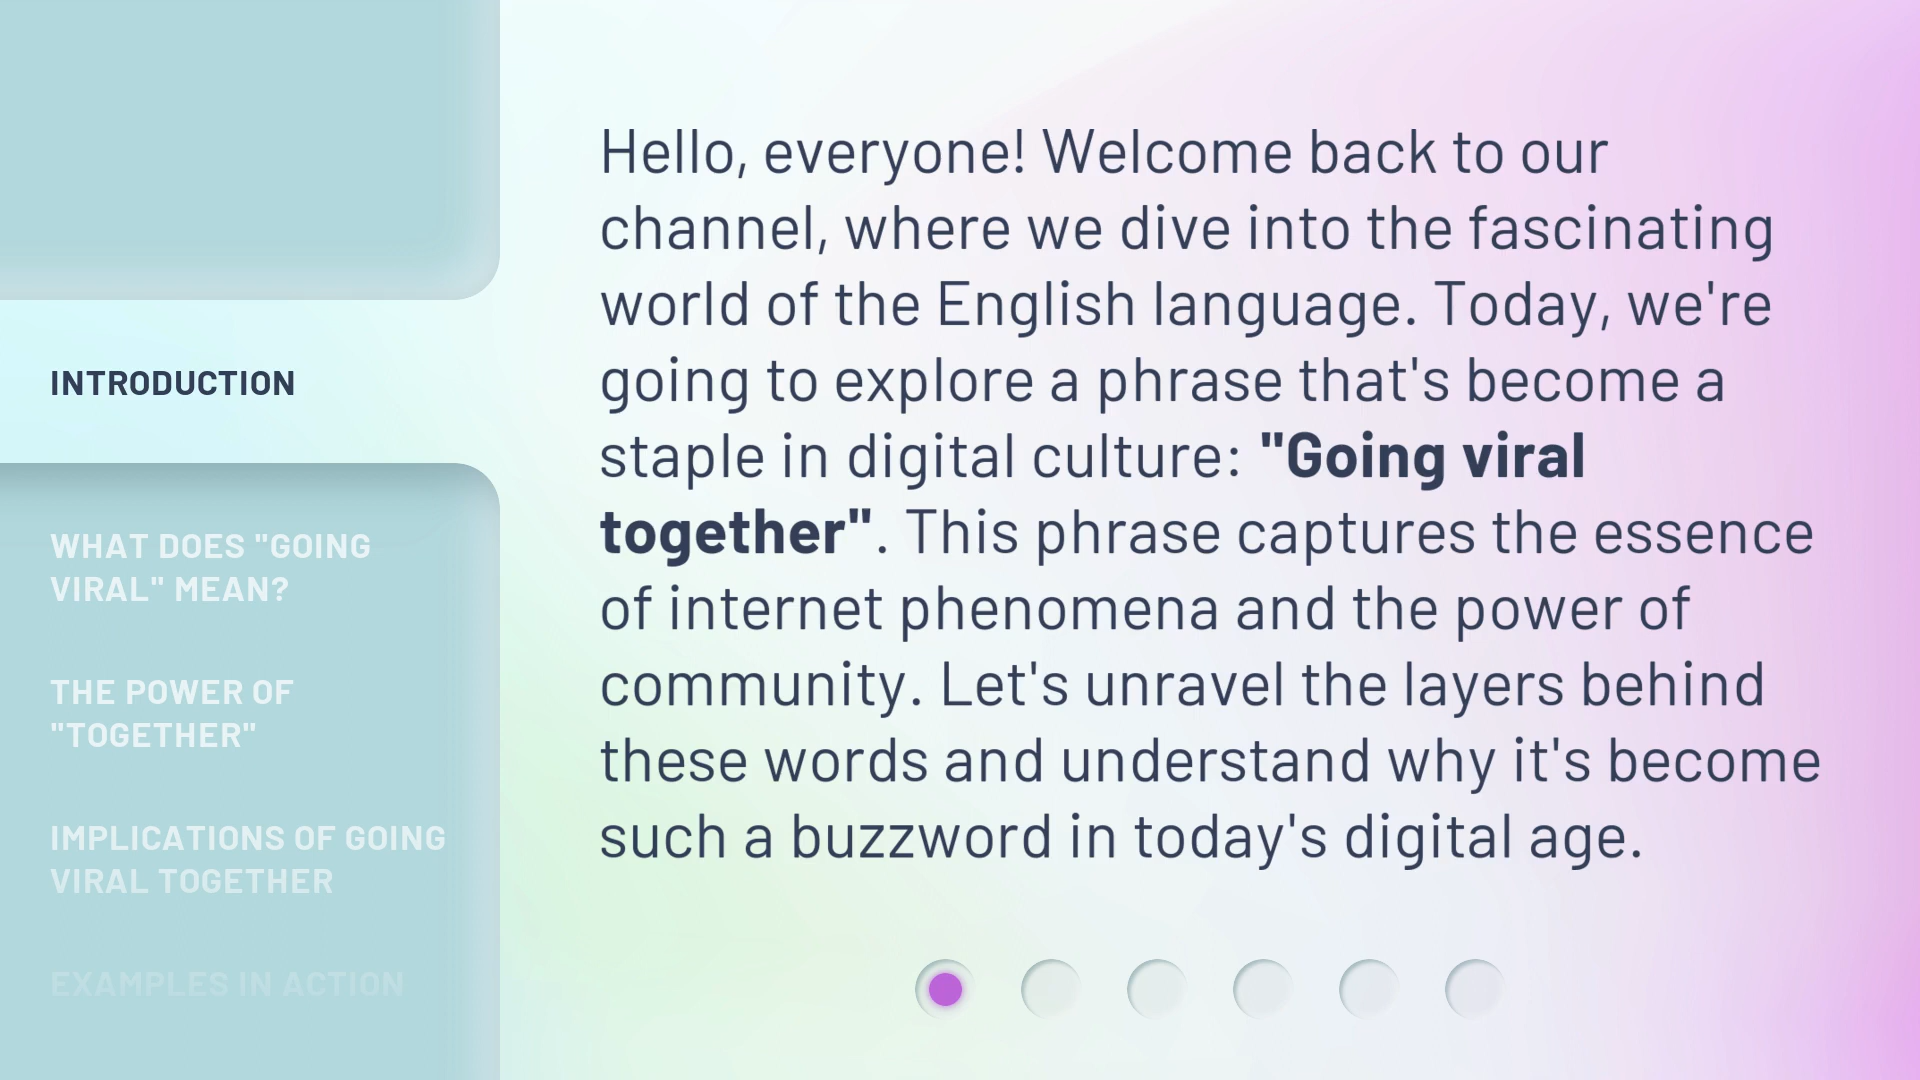 INTRODUCTION
WHAT DOES "GOING
VIRAL" MEAN?
THE POWER OF
"TOGETHER"
IMPLICATIONS OF GOING
VIRAL TOGETHER
EXAMPLES IN ACTION
Hello, everyone! Welcome back to our
channel, where we dive into the fascinating
world of the English language. Today, we're
going to explore a phrase that's become a
staple in digital culture: "Going viral
together". This phrase captures the essence
of internet phenomena and the power of
community. Let's unravel the layers behind
these words and understand why it's become
such a buzzword in today's digital age.